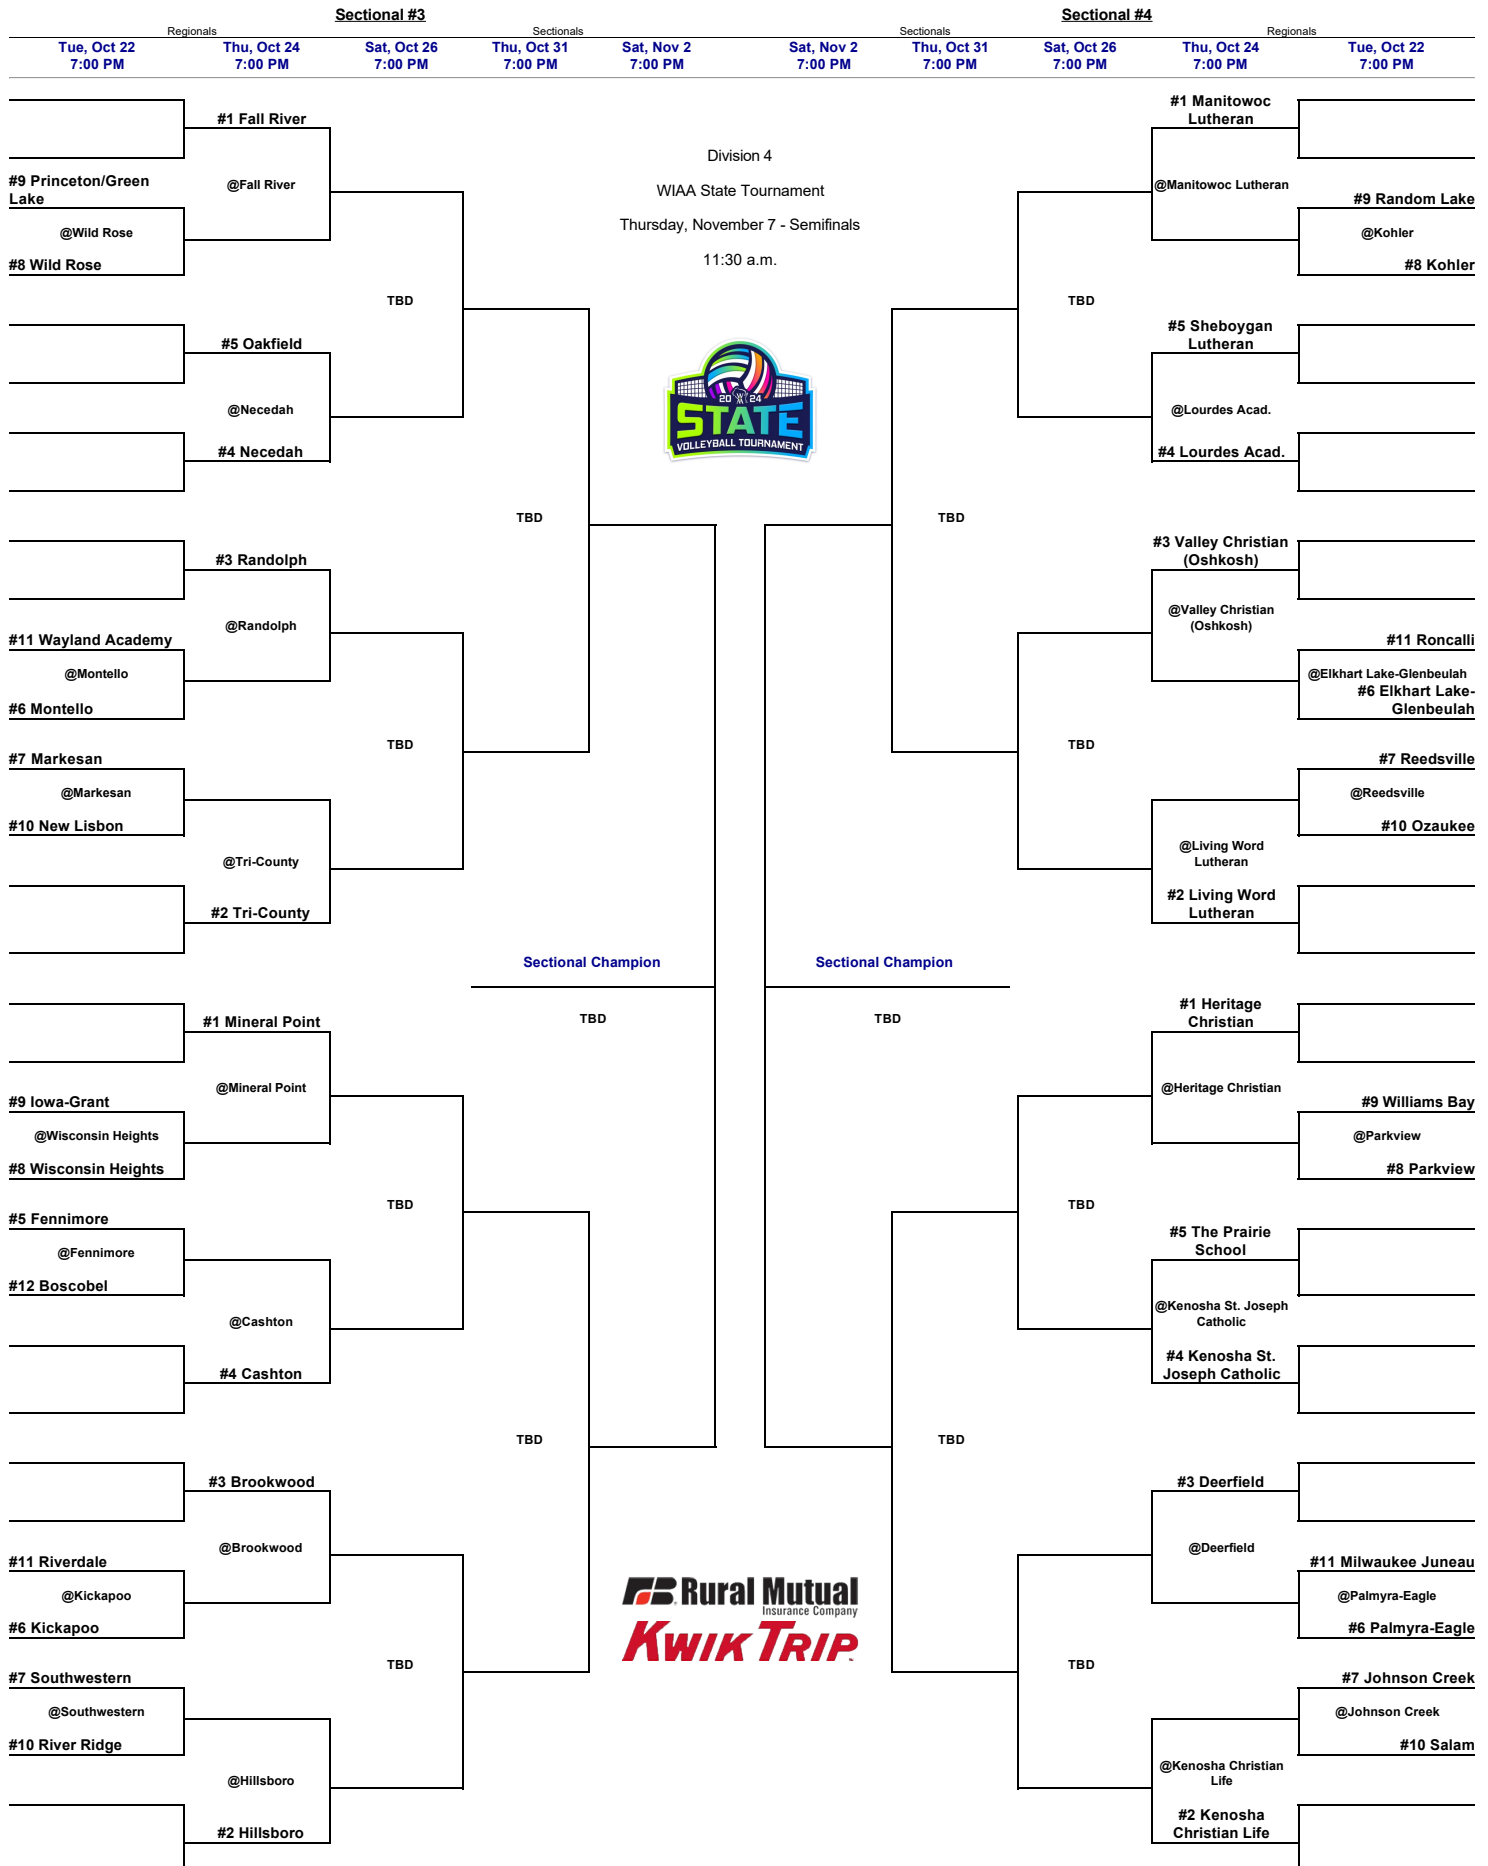 Sectional #3
Sectional #4
Regionals
Sectionals
Sectionals
Regionals
Tue, Oct 22
7:00 PM
Thu, Oct 24
7:00 PM
Sat, Oct 26
7:00 PM
Thu, Oct 31
7:00 PM
Sat, Nov 2
7:00 PM
Sat, Nov 2
7:00 PM
Thu, Oct 31
7:00 PM
Sat, Oct 26
7:00 PM
Thu, Oct 24
7:00 PM
Tue, Oct 22
7:00 PM
#1 Fall River
@Fall River
#9 Princeton/Green
Lake
@Wild Rose
#8 Wild Rose
TBD
#5 Oakfield
@Necedah
#4 Necedah
TBD
#3 Randolph
@Randolph
#11 Wayland Academy
@Montello
#6 Montello
TBD
#7 Markesan
@Markesan
#10 New Lisbon
@Tri-County
#2 Tri-County
Sectional Champion
TBD
#1 Mineral Point
@Mineral Point
#9 Iowa-Grant
@Wisconsin Heights
#8 Wisconsin Heights
TBD
#5 Fennimore
@Fennimore
#12 Boscobel
@Cashton
#4 Cashton
TBD
#3 Brookwood
@Brookwood
#11 Riverdale
@Kickapoo
#6 Kickapoo
TBD
#7 Southwestern
@Southwestern
#10 River Ridge
@Hillsboro
#2 Hillsboro
Division 4
WIAA State Tournament
Thursday, November 7 - Semifinals
11:30 a.m.
20 24
STATE
VOLLEYBALL TOURNAMENT
Rural Mutual
Insurance Company
KWIK TRIP
#1 Manitowoc
Lutheran
@Manitowoc Lutheran
#9 Random Lake
@Kohler
#8 Kohler
TBD
#5 Sheboygan
Lutheran
@Lourdes Acad.
#4 Lourdes Acad.
TBD
#3 Valley Christian
(Oshkosh)
@Valley Christian
(Oshkosh)
#11 Roncalli
@Elkhart Lake-Glenbeulah
#6 Elkhart Lake-
Glenbeulah
TBD
#7 Reedsville
@Reedsville
#10 Ozaukee
@Living Word
Lutheran
#2 Living Word
Lutheran
Sectional Champion
TBD
#1 Heritage
Christian
@Heritage Christian
#9 Williams Bay
@Parkview
#8 Parkview
TBD
#5 The Prairie
School
@Kenosha St. Joseph
Catholic
#4 Kenosha St.
Joseph Catholic
TBD
#3 Deerfield
@Deerfield
#11 Milwaukee Juneau
@Palmyra-Eagle
#6 Palmyra-Eagle
TBD
#7 Johnson Creek
@Johnson Creek
#10 Salam
@Kenosha Christian
Life
#2 Kenosha
Christian Life